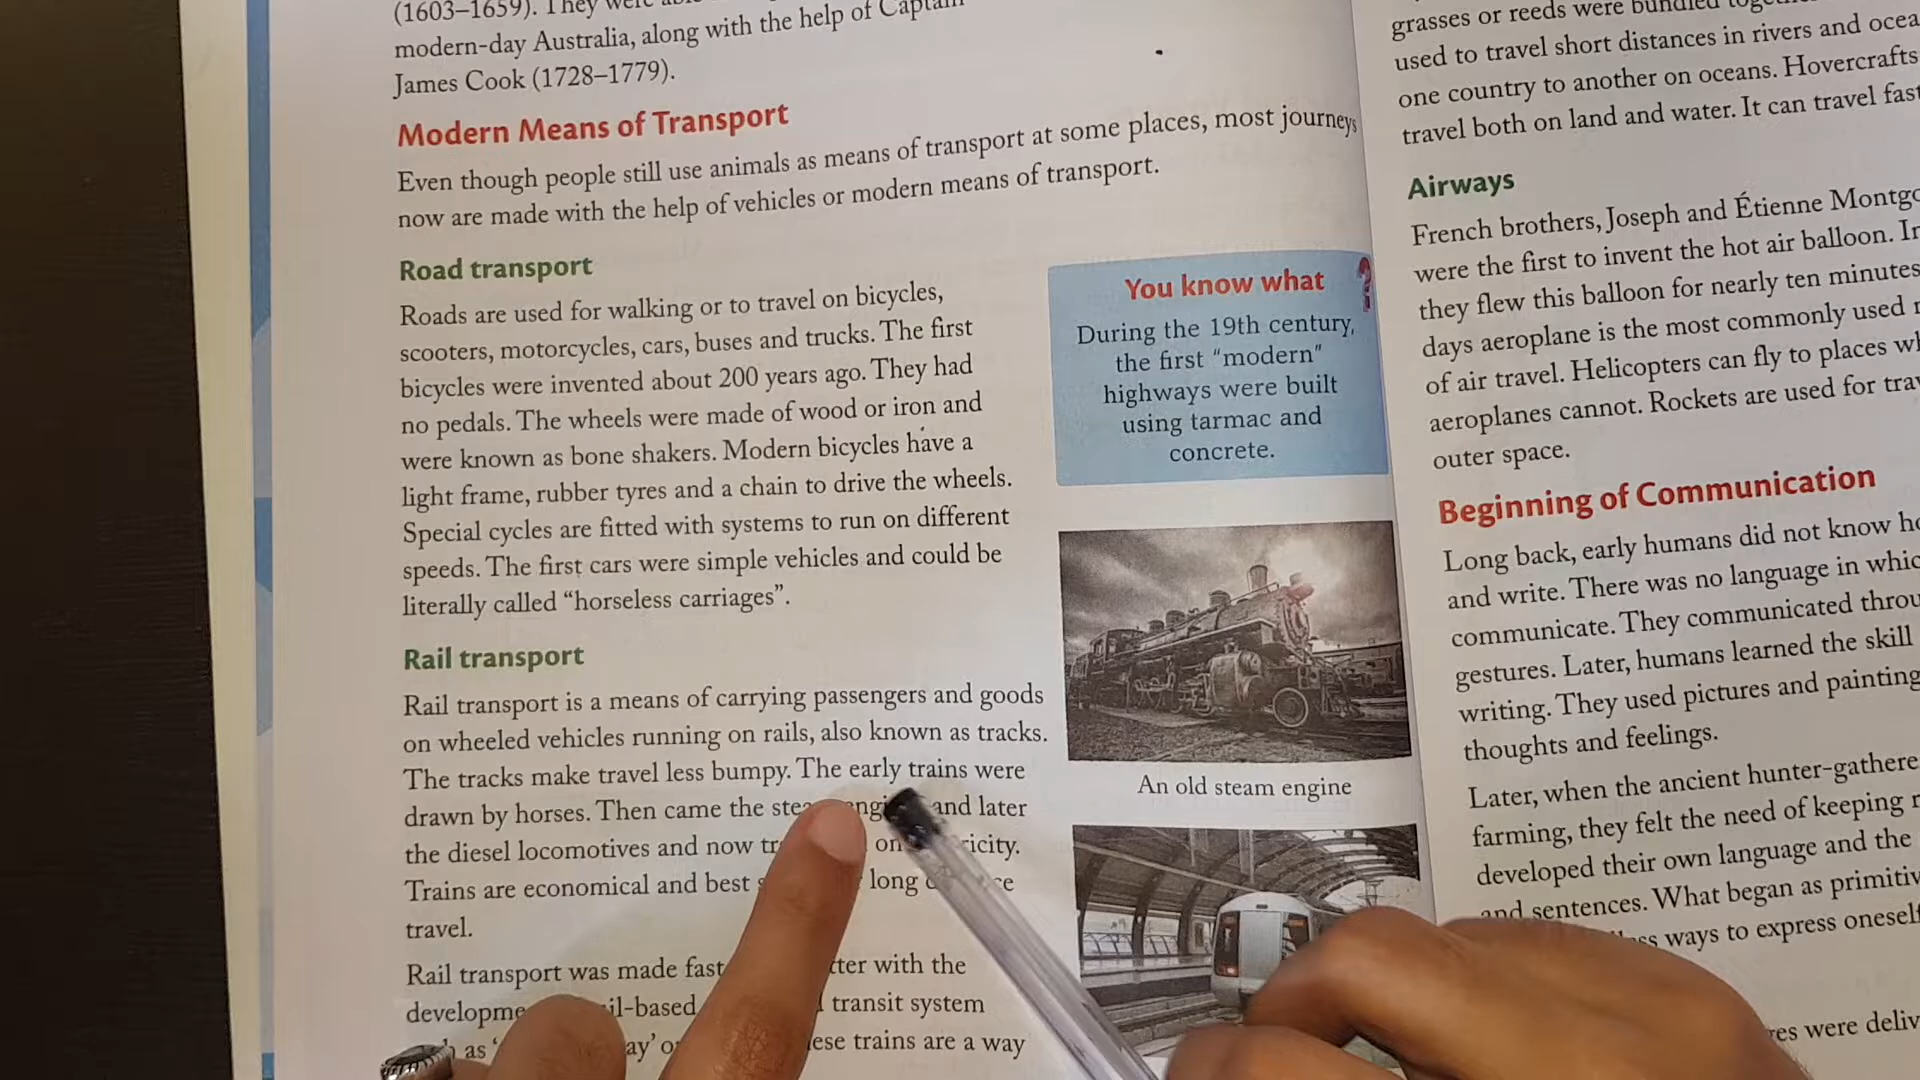 (1603–1659). They were
modern-day Australia, along with the help of Captain
James Cook (1728–1779).
Modern Means of Transport
Even though people still use animals as means of transport at some places, most journeys
now are made with the help of vehicles or modern means of transport.
Road transport
Roads are used for walking or to travel on bicycles,
scooters, motorcycles, cars, buses and trucks. The first
bicycles were invented about 200 years ago. They had
no pedals. The wheels were made of wood or iron and
were known as bone shakers. Modern bicycles have a
light frame, rubber tyres and a chain to drive the wheels.
Special cycles are fitted with systems to run on different
speeds. The first cars were simple vehicles and could be
literally called “horseless carriages”.
Rail transport
Rail transport is a means of carrying passengers and goods
on wheeled vehicles running on rails, also known as tracks.
The tracks make travel less bumpy. The early trains were
drawn by horses. Then came the and later
the diesel locomotives and now on
Trains are economical and best long
travel.
Rail transport was made with the
transit system
as trains are a way
You know what ?
During the 19th century,
the first “modern”
highways were built
using tarmac and
concrete.
An old steam engine
grasses or reeds were bundled
used to travel short distances in rivers and
one country to another on oceans. Hovercrafts
travel both on land and water. It can travel
Airways
French brothers, Joseph and Étienne
were the first to invent the hot air balloon.
they flew this balloon for nearly ten minutes
days aeroplane is the most commonly used
of air travel. Helicopters can fly to places
aeroplanes cannot. Rockets are used for
outer space.
Beginning of Communication
Long back, early humans did not know
and write. There was no language in
communicate. They communicated
gestures. Later, humans learned the skill
writing. They used pictures and
thoughts and feelings.
Later, when the ancient
farming, they felt the need of keeping
developed their own language and the
and sentences. What began as
ways to express
were